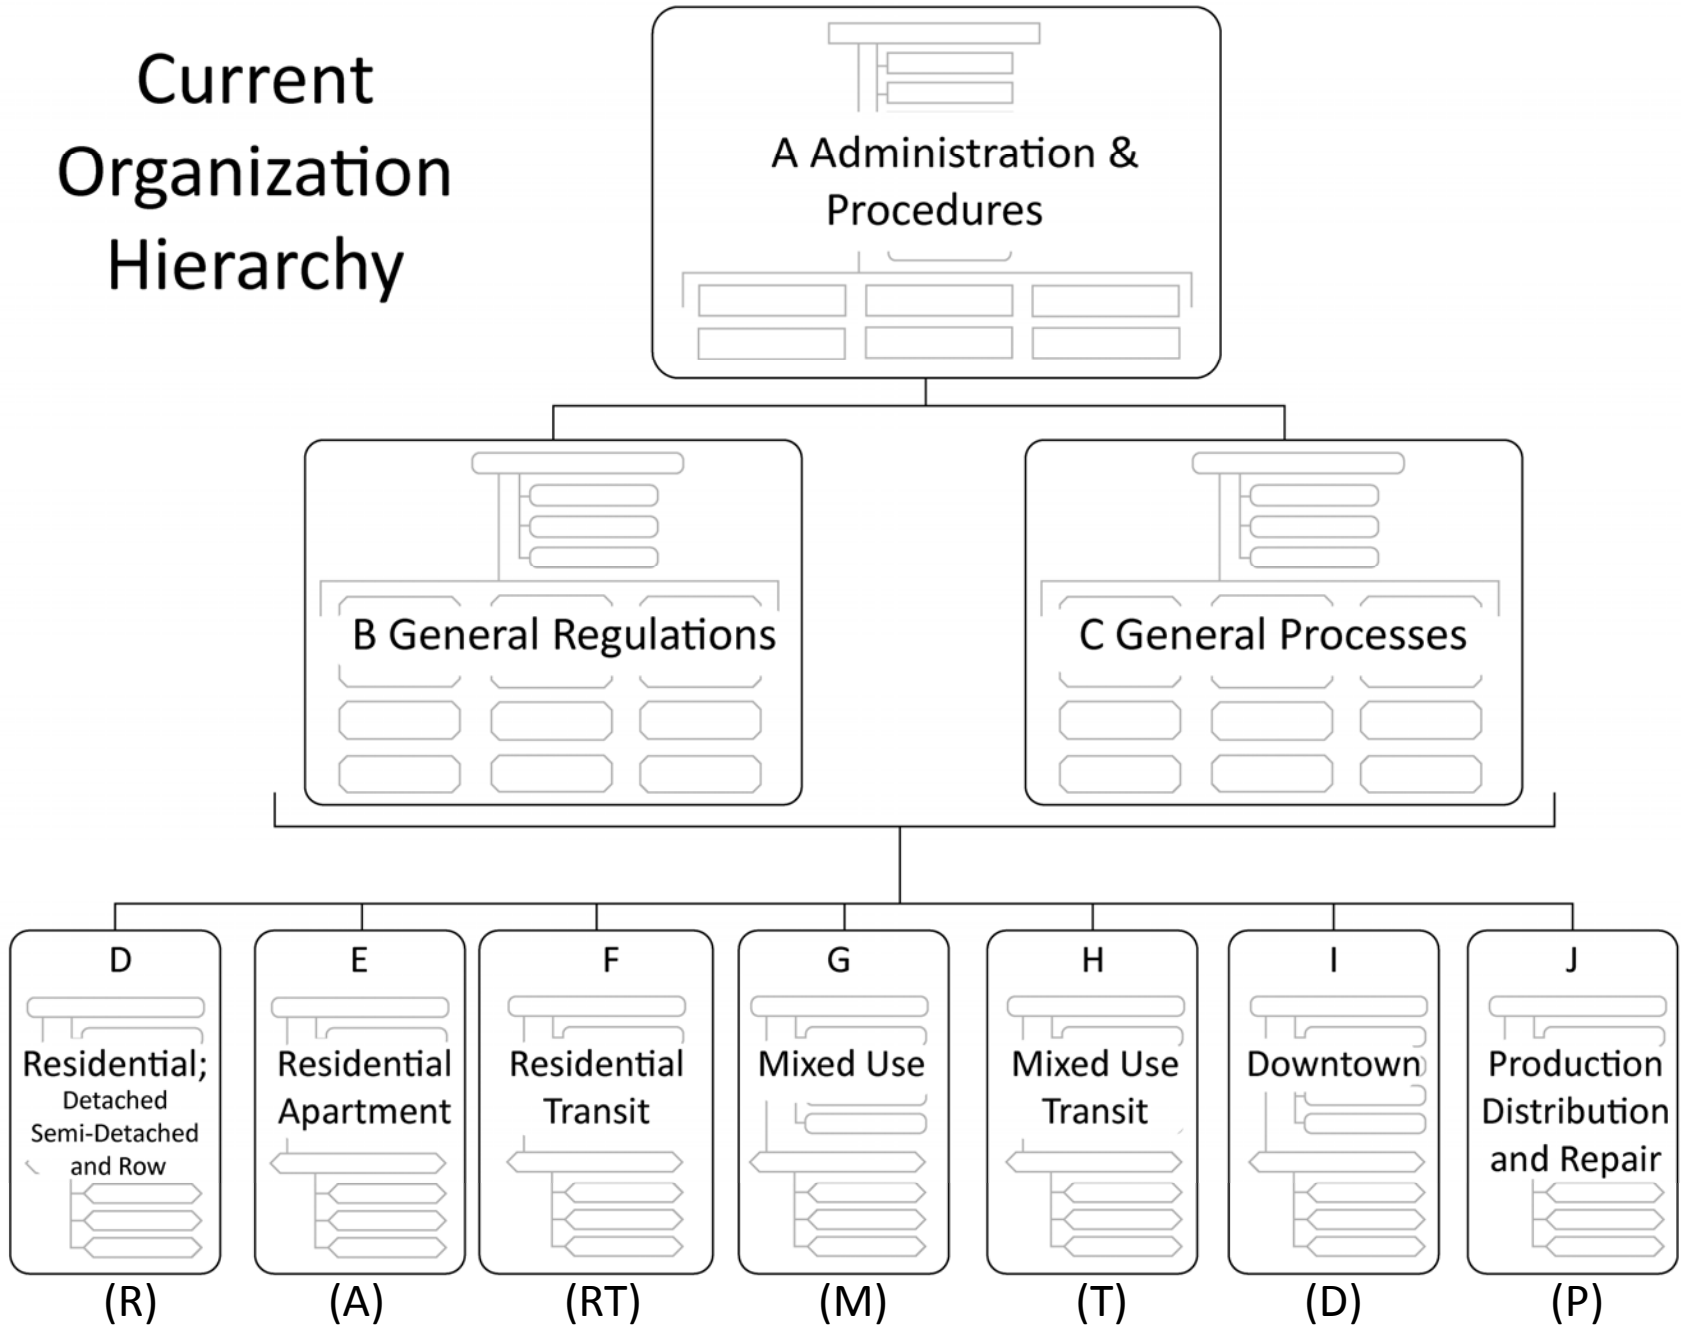 Current
Organization
Hierarchy
A Administration &
Procedures
B General Regulations
C General Processes
D
E
F
G
H
I
J
Residential;
Detached
Semi-Detached
and Row
Residential
Apartment
Residential
Transit
Mixed Use
Mixed Use
Transit
Downtown
Production
Distribution
and Repair
(R)
(A)
(RT)
(M)
(T)
(D)
(P)